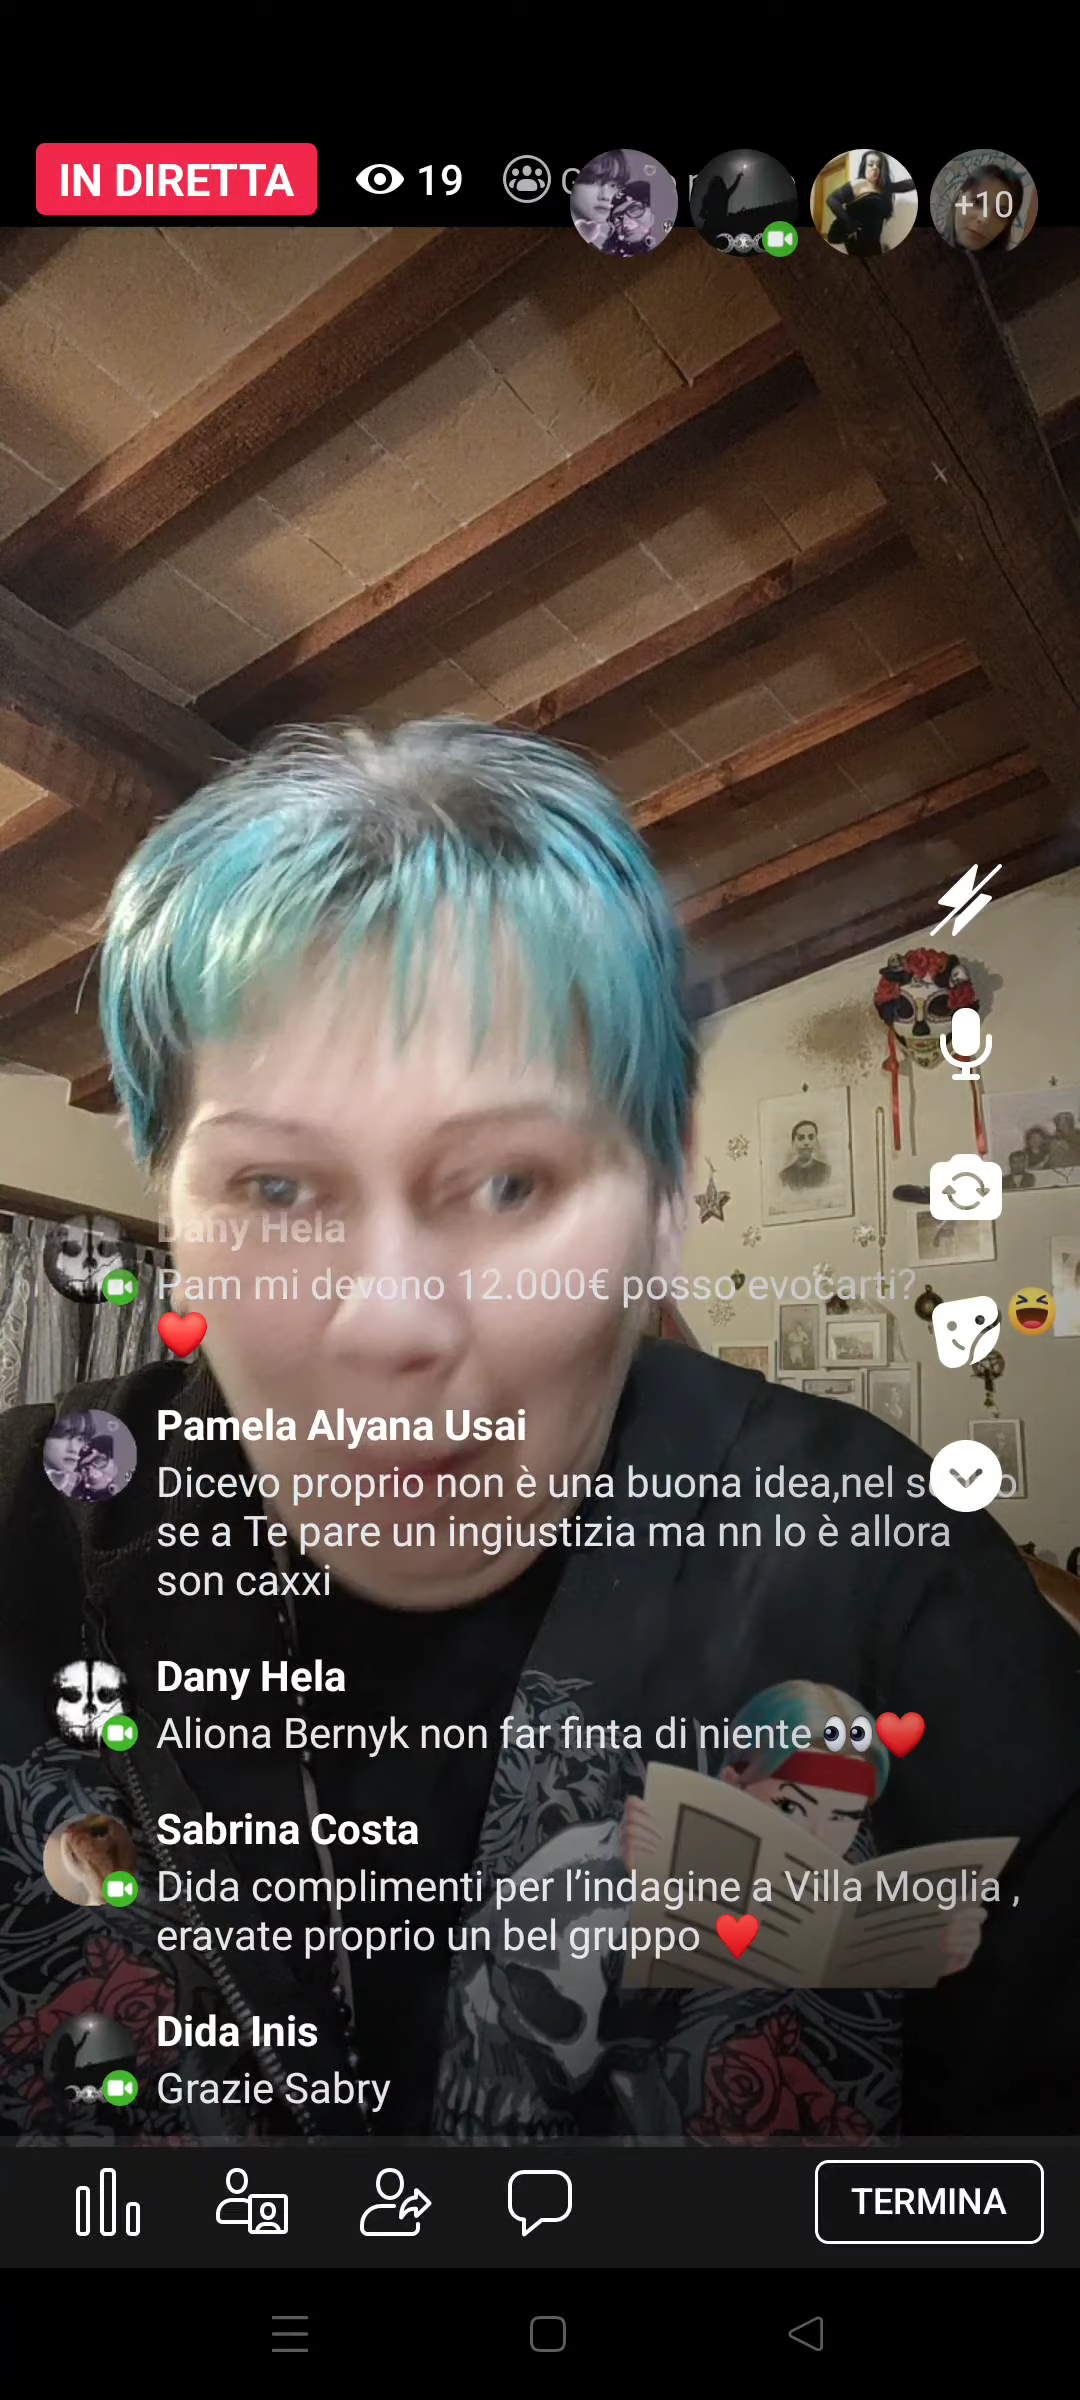 IN DIRETTA
19
+10
Dany Hela
Pam mi devono 12.000€ posso evocarti?
❤️
Pamela Alyana Usai
Dicevo proprio non è una buona idea,nel
se a Te pare un ingiustizia ma nn lo è allora
son caxxi
Dany Hela
Aliona Bernyk non far finta di niente 👀❤️
Sabrina Costa
Dida complimenti per l’indagine a Villa Moglia ,
eravate proprio un bel gruppo ♥️
Dida Inis
Grazie Sabry
TERMINA